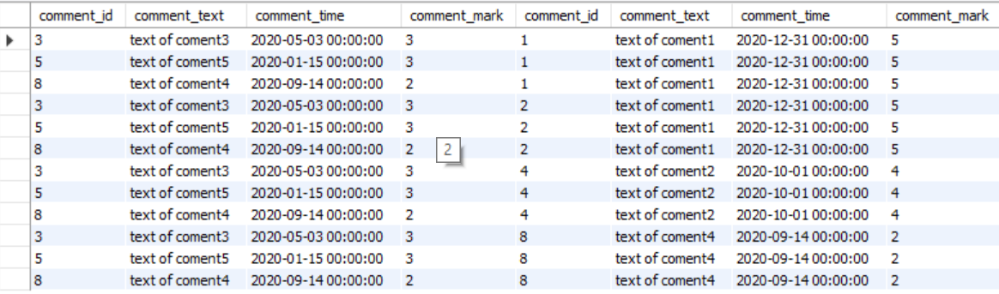 comment_id comment_text comment_time comment_mark comment_id comment_text comment_time comment_mark
3 text of coment3 2020-05-03 00:00:00 3 1 text of coment1 2020-12-31 00:00:00 5
5 text of coment5 2020-01-15 00:00:00 3 1 text of coment1 2020-12-31 00:00:00 5
8 text of coment4 2020-09-14 00:00:00 2 1 text of coment1 2020-12-31 00:00:00 5
3 text of coment3 2020-05-03 00:00:00 3 2 text of coment1 2020-12-31 00:00:00 5
5 text of coment5 2020-01-15 00:00:00 3 2 text of coment1 2020-12-31 00:00:00 5
8 text of coment4 2020-09-14 00:00:00 2 2 2 text of coment1 2020-12-31 00:00:00 5
3 text of coment3 2020-05-03 00:00:00 3 4 text of coment2 2020-10-01 00:00:00 4
5 text of coment5 2020-01-15 00:00:00 3 4 text of coment2 2020-10-01 00:00:00 4
8 text of coment4 2020-09-14 00:00:00 2 4 text of coment2 2020-10-01 00:00:00 4
3 text of coment3 2020-05-03 00:00:00 3 8 text of coment4 2020-09-14 00:00:00 2
5 text of coment5 2020-01-15 00:00:00 3 8 text of coment4 2020-09-14 00:00:00 2
8 text of coment4 2020-09-14 00:00:00 2 8 text of coment4 2020-09-14 00:00:00 2